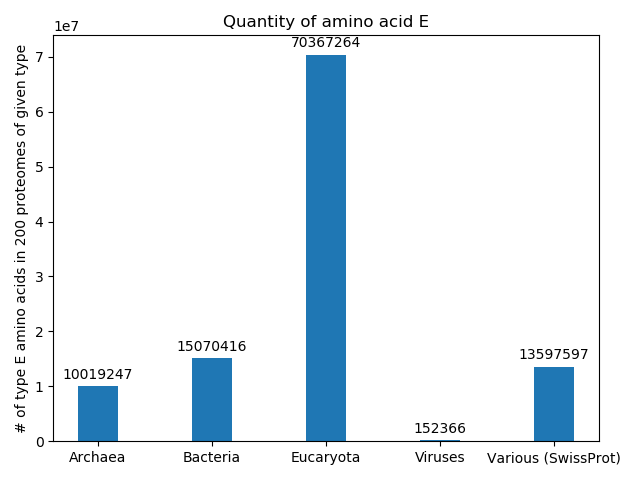 Quantity of amino acid E
1e7
# of type E amino acids in 200 proteomes of given type
7
6
5
4
3
2
1
0
10019247
15070416
70367264
152366
13597597
Archaea
Bacteria
Eucaryota
Viruses
Various (SwissProt)